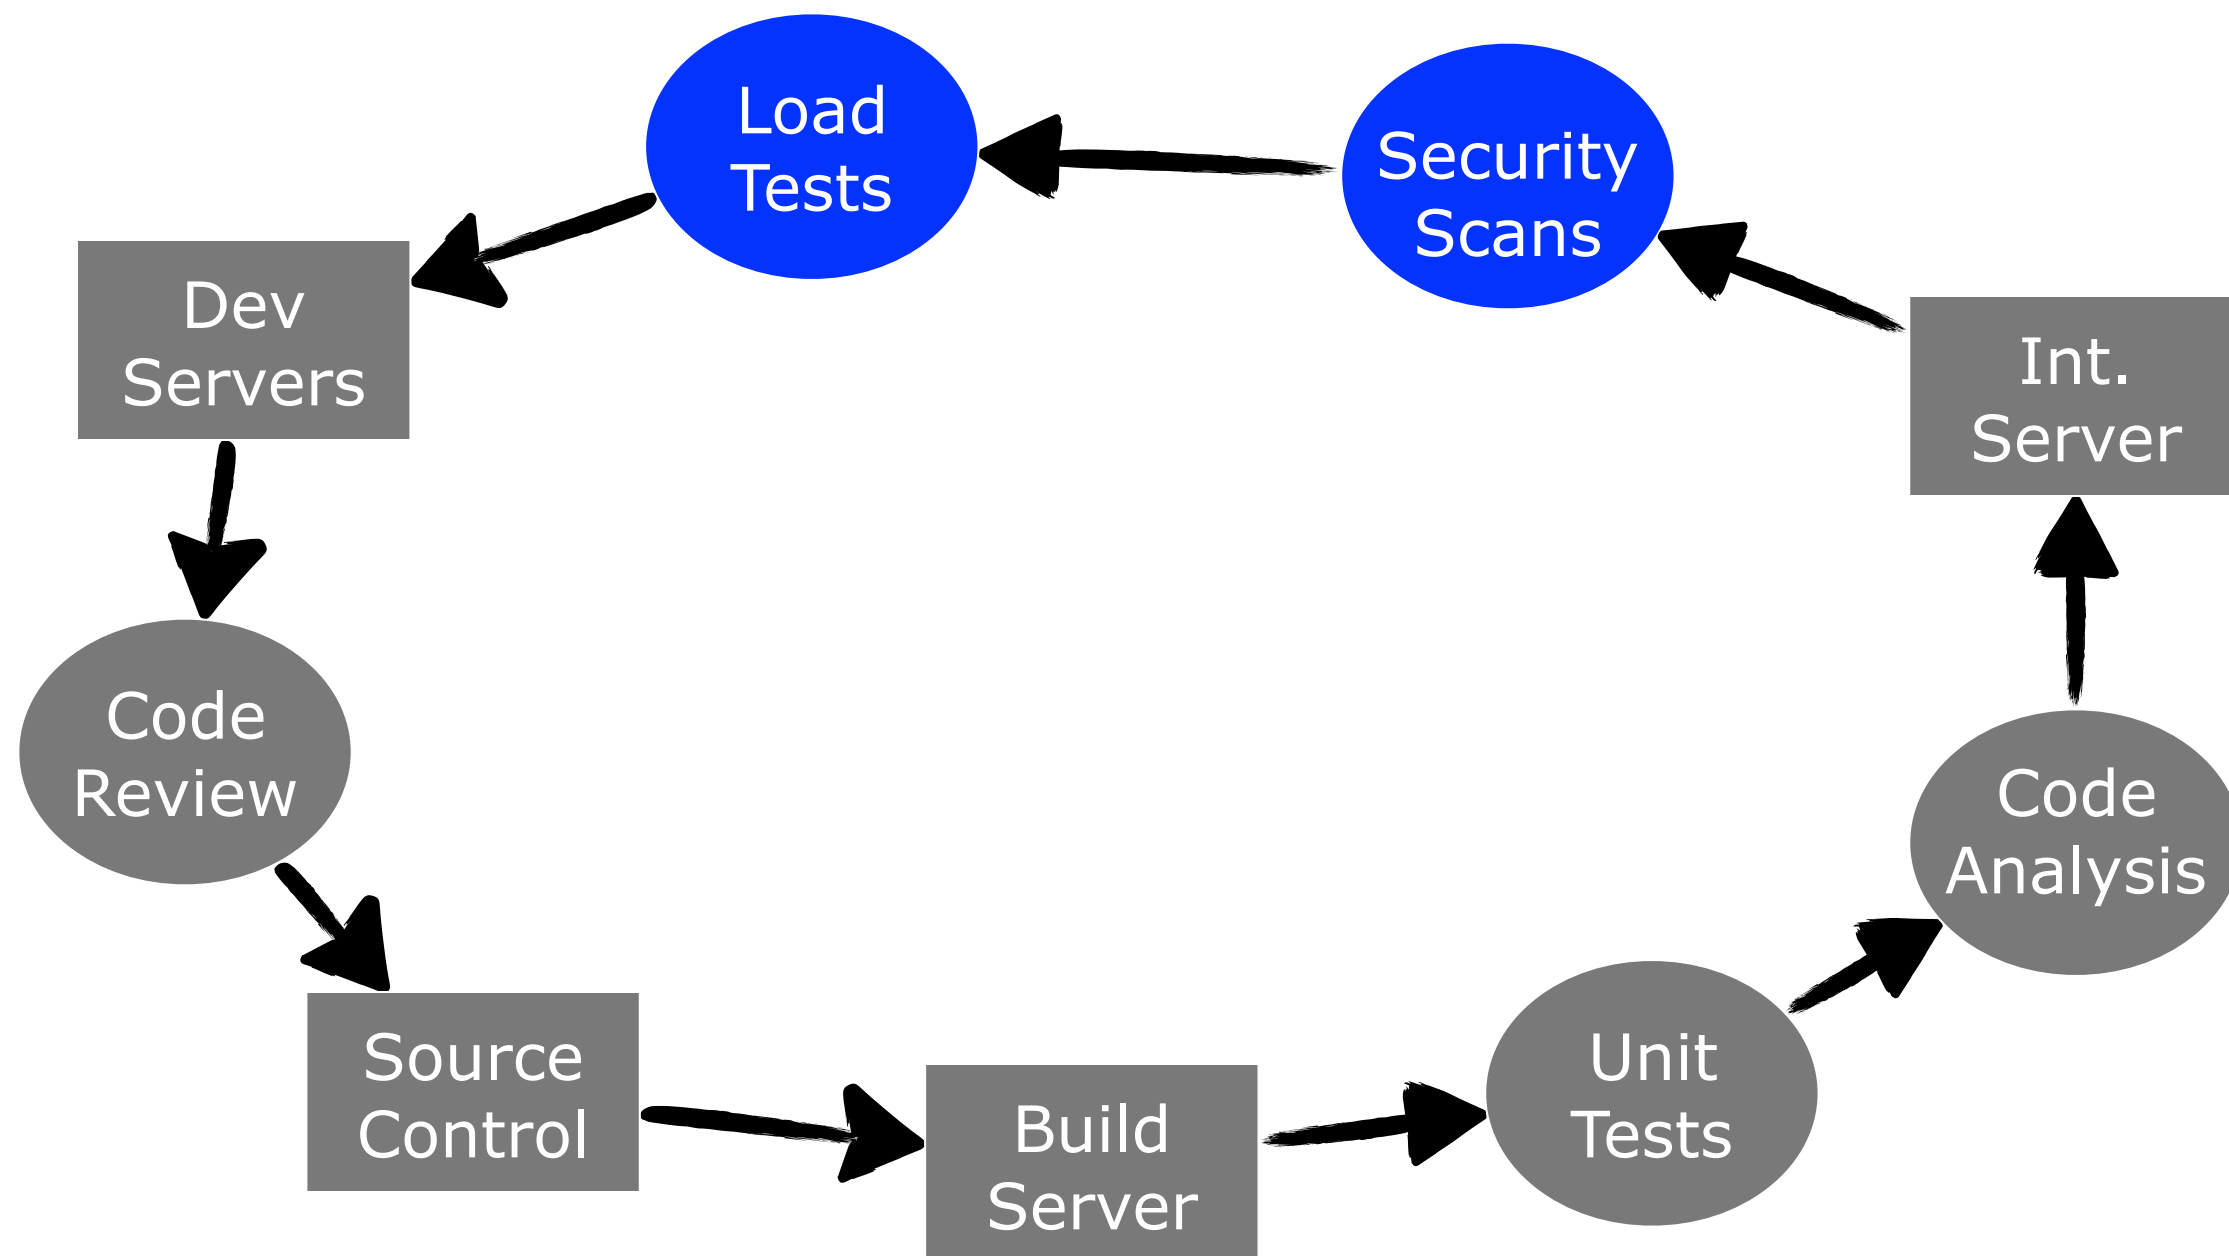 Load
Tests
Security
Scans
Dev
Servers
Int.
Server
Code
Review
Code
Analysis
Source
Control
Unit
Tests
Build
Server